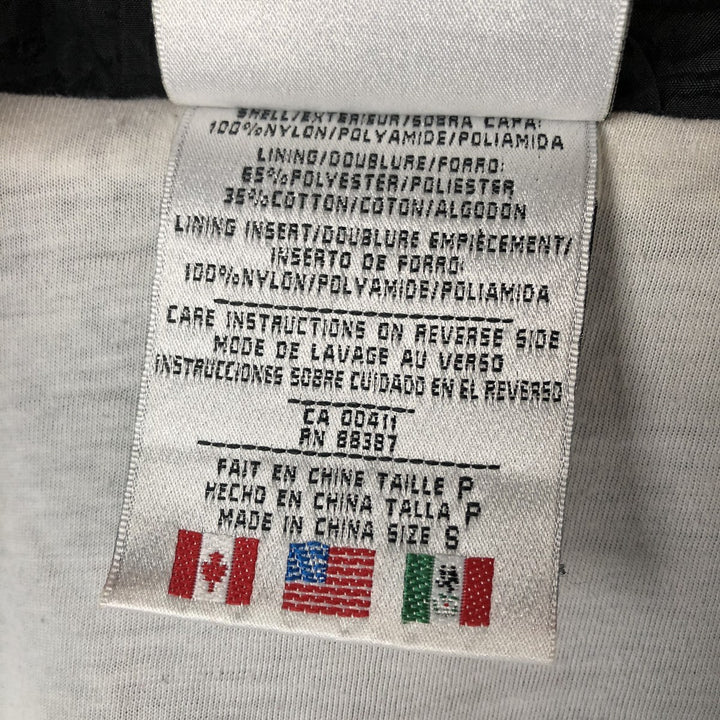 SHELL/EXTERIEUR/SOBRA CAPA:
100%NYLON/POLYAMIDE/POLIAMIDA
LINING/DOUBLURE/FORRO:
65%POLYESTER/POLIESTER
35%COTTON/COTON/ALGODON
LINING INSERT/DOUBLURE EMPIÈCEMENT/
INSERTO DE FORRO:
100%NYLON/POLYAMIDE/POLIAMIDA
CARE INSTRUCTIONS ON REVERSE SIDE
MODE DE LAVAGE AU VERSO
INSTRUCCIONES SOBRE CUIDADO EN EL REVERSO
CA 00411
RN 88387
FAIT EN CHINE TAILLE P
HECHO EN CHINA TALLA P
MADE IN CHINA SIZE S